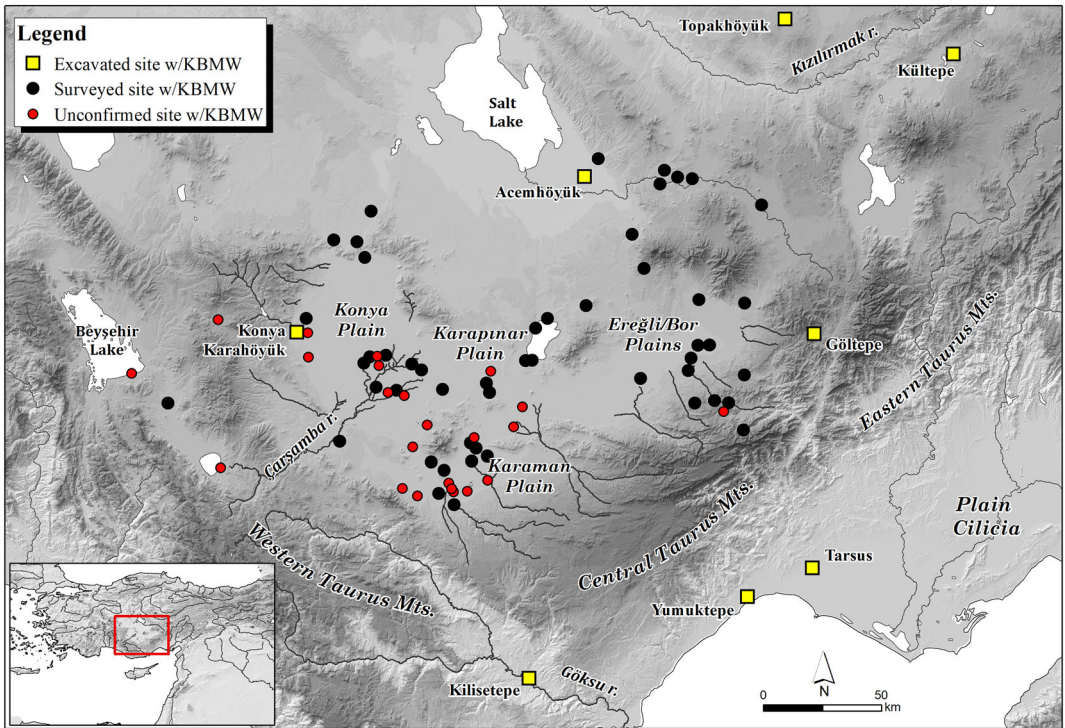 Legend
Excavated site w/KBMW
Surveyed site w/KBMW
Unconfirmed site w/KBMW
Topakhöyük
Kızılırmak r.
Kültepe
Salt
Lake
Acemhöyük
Beyşehir
Lake
Konya
Karahöyük
Konya
Plain
Karapınar
Plain
Ereğli/Bor
Plains
Göltepe
Eastern Taurus Mts.
Çarşamba r.
Karaman
Plain
Central Taurus Mts.
Western Taurus Mts.
Plain
Cilicia
Tarsus
Yumuktepe
Kilisetepe
Göksu r.
N
0 50
km